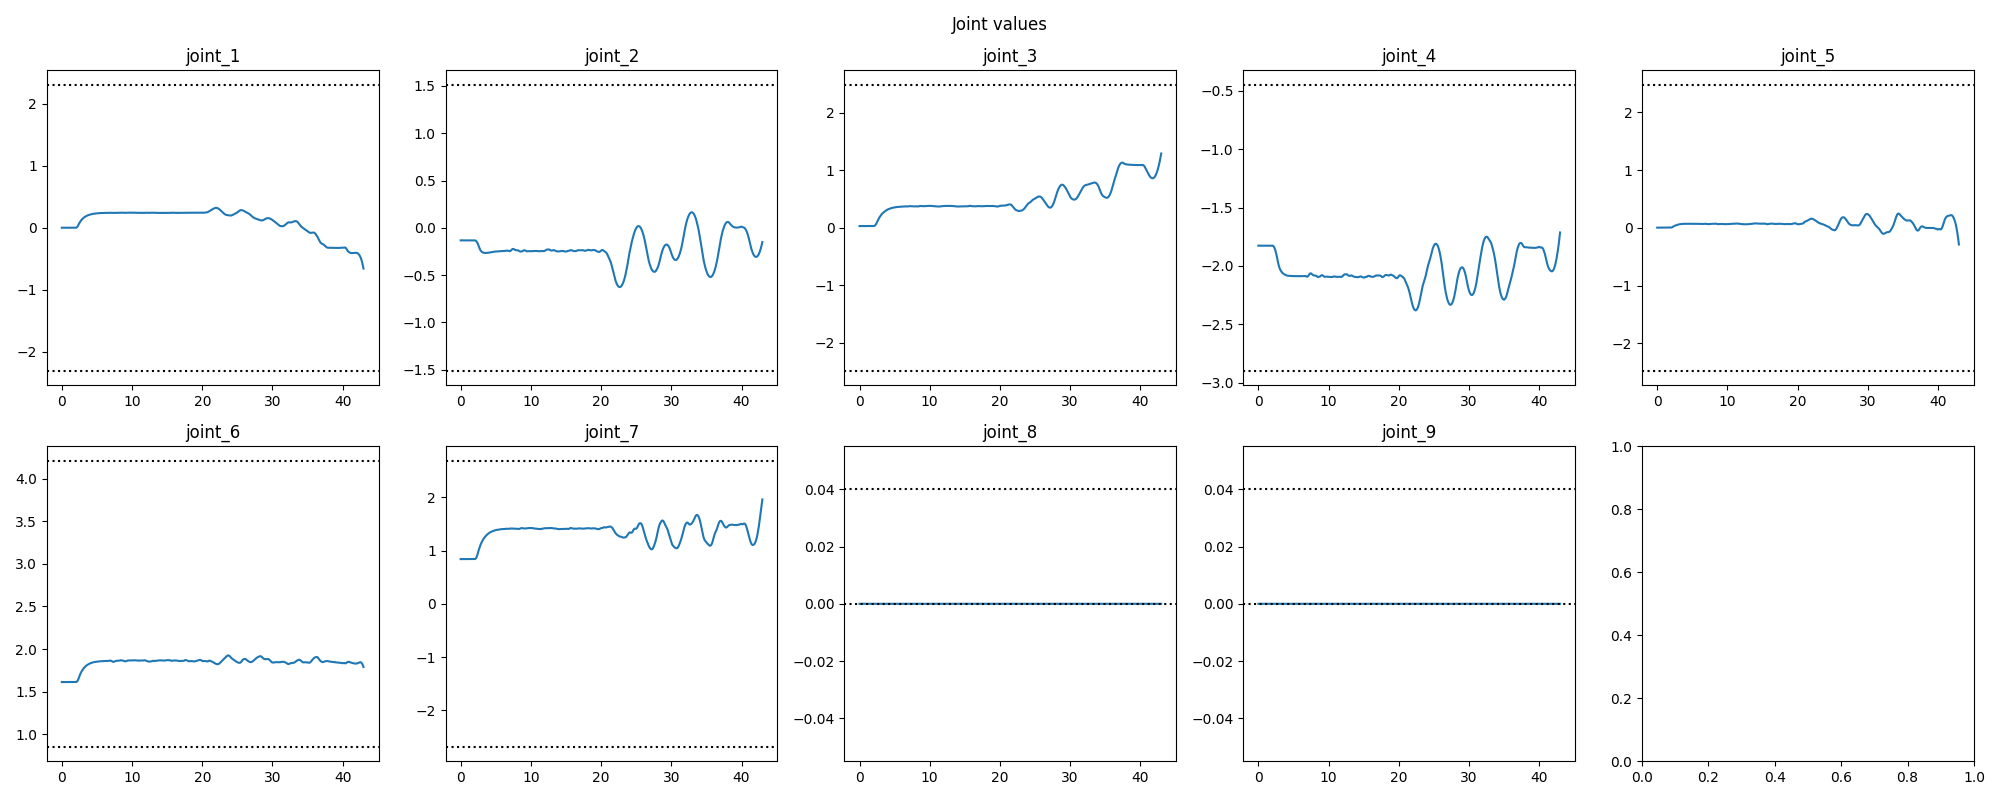 Joint values
joint_1 joint_2 joint_3 joint_4 joint_5
2 1 0 −1 −2
0 10 20 30 40
1.5 1.0 0.5 0.0 −0.5 −1.0 −1.5
0 10 20 30 40
2 1 0 −1 −2
0 10 20 30 40
−0.5 −1.0 −1.5 −2.0 −2.5 −3.0
0 10 20 30 40
2 1 0 −1 −2
0 10 20 30 40
joint_6 joint_7 joint_8 joint_9
4.0 3.5 3.0 2.5 2.0 1.5 1.0
0 10 20 30 40
2 1 0 −1 −2
0 10 20 30 40
0.04 0.02 0.00 −0.02 −0.04
0 10 20 30 40
0.04 0.02 0.00 −0.02 −0.04
0 10 20 30 40
1.0 0.8 0.6 0.4 0.2 0.0
0.0 0.2 0.4 0.6 0.8 1.0